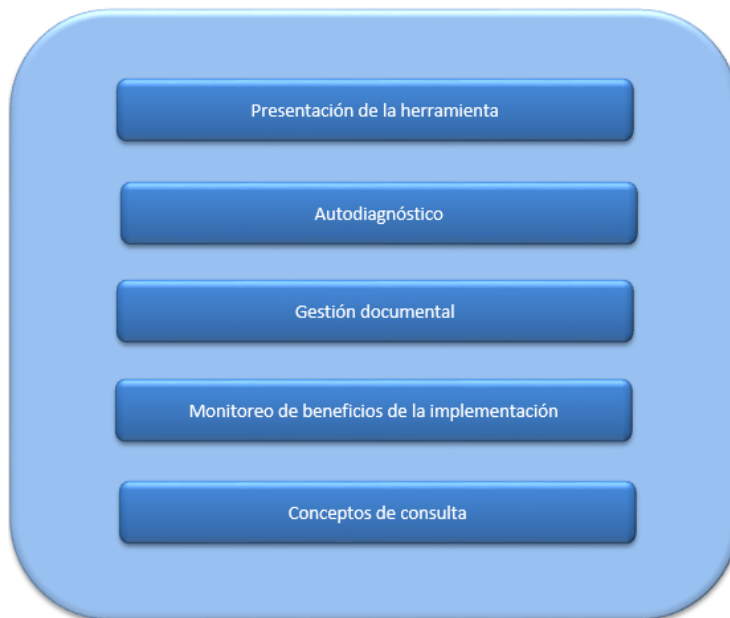 Presentación de la herramienta
Autodiagnóstico
Gestión documental
Monitoreo de beneficios de la implementación
Conceptos de consulta